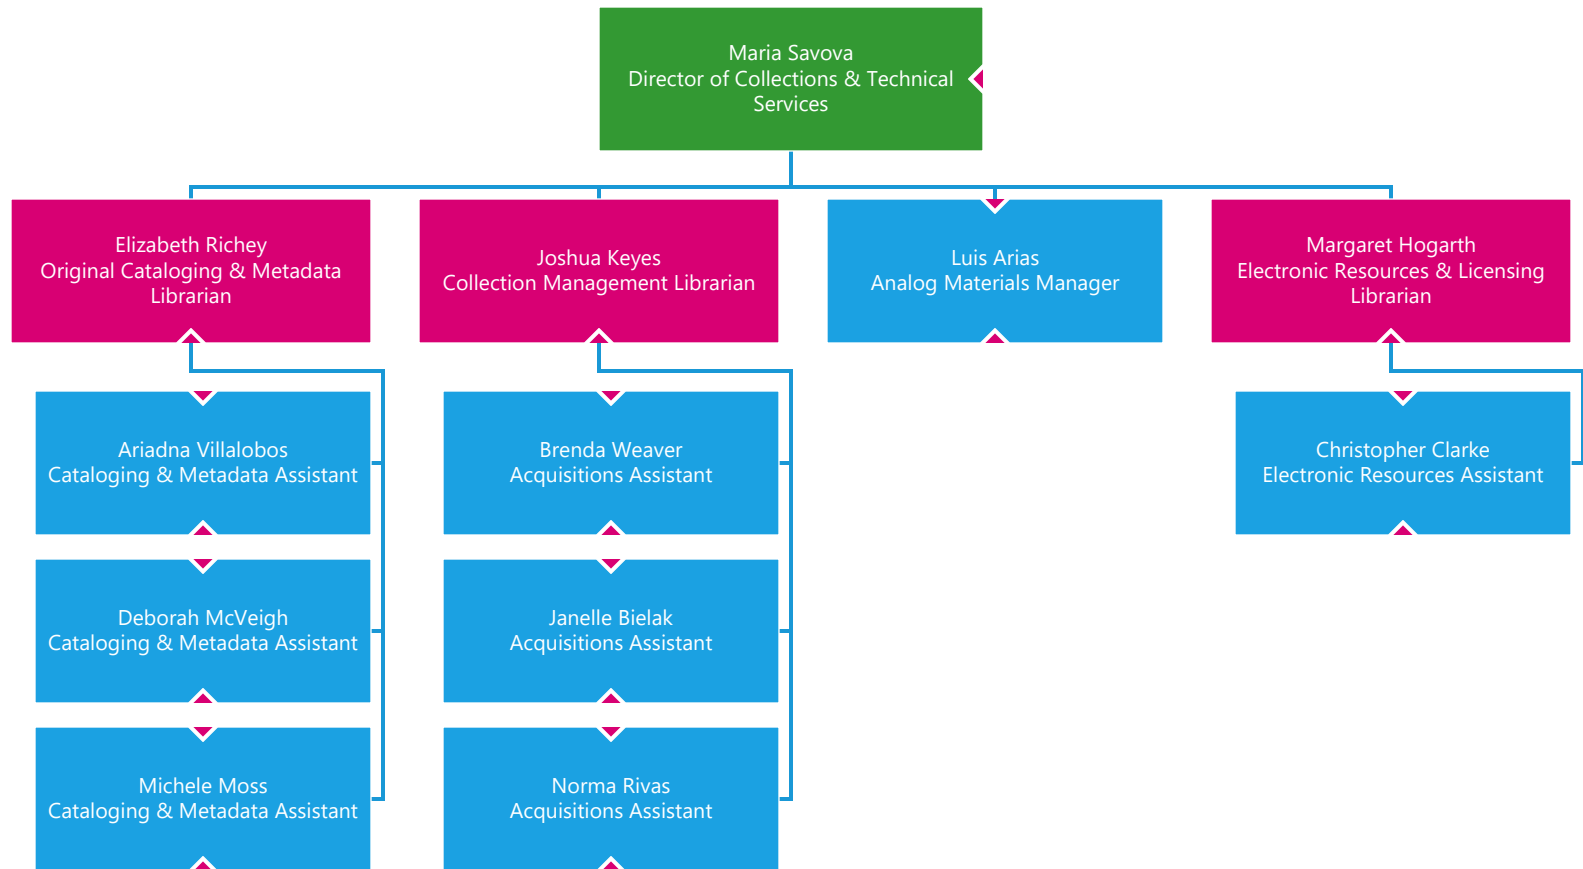 Maria Savova
Director of Collections & Technical
Services
Elizabeth Richey
Original Cataloging & Metadata
Librarian
Joshua Keyes
Collection Management Librarian
Luis Arias
Analog Materials Manager
Margaret Hogarth
Electronic Resources & Licensing
Librarian
Ariadna Villalobos
Cataloging & Metadata Assistant
Brenda Weaver
Acquisitions Assistant
Christopher Clarke
Electronic Resources Assistant
Deborah McVeigh
Cataloging & Metadata Assistant
Janelle Bielak
Acquisitions Assistant
Michele Moss
Cataloging & Metadata Assistant
Norma Rivas
Acquisitions Assistant